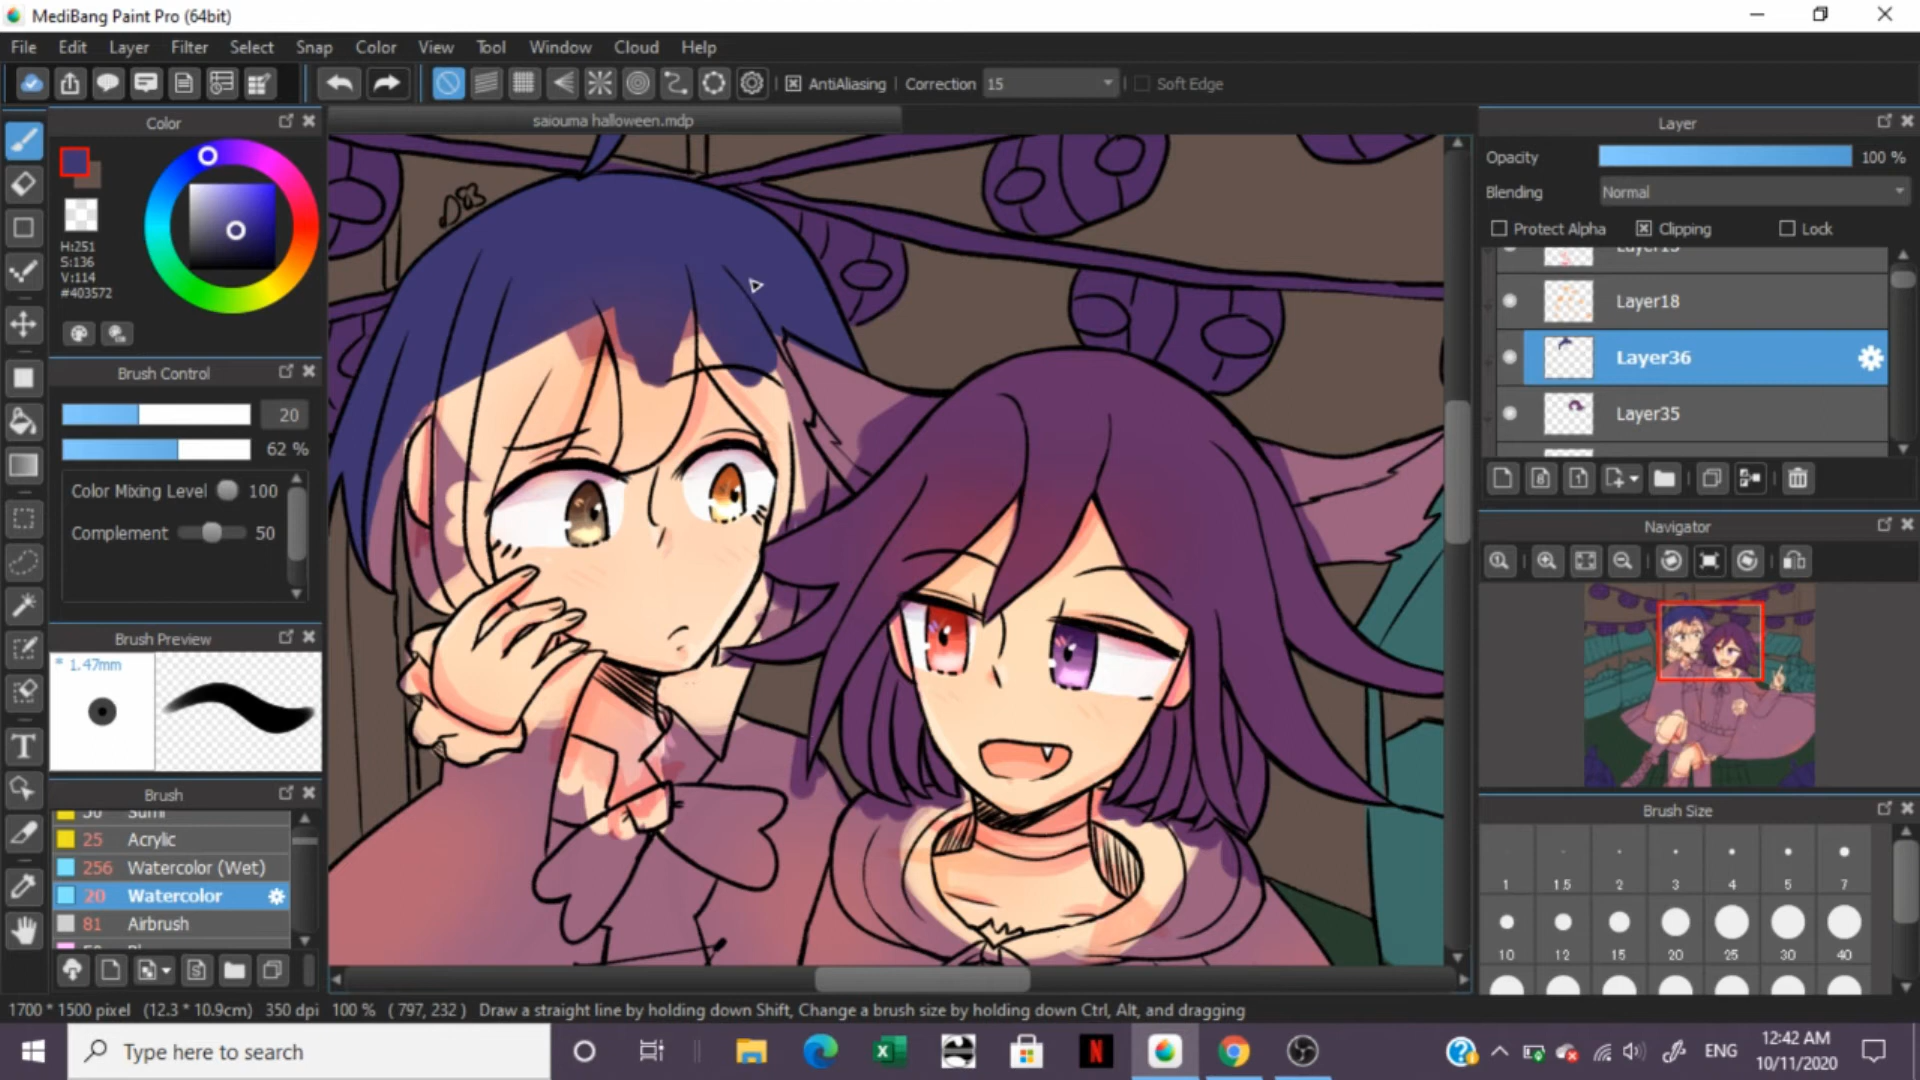 MediBang Paint Pro (64bit)
File Edit Layer Filter Select Snap Color View Tool Window Cloud Help
AntiAliasing Correction 15 Soft Edge
Color
saiouma halloween.mdp
Layer
Opacity 100 %
Blending Normal
Protect Alpha Clipping Lock
H:251
S:136
V:114
#403572
Layer18
Layer36
Layer35
Brush Control
20
62 %
Color Mixing Level 100
Complement 50
Navigator
Brush Preview
* 1.47mm
Brush
25 Acrylic
256 Watercolor (Wet)
20 Watercolor
81 Airbrush
Brush Size
1 1.5 2 3 4 5 7
10 12 15 20 25 30 40
1700 * 1500 pixel (12.3 * 10.9cm) 350 dpi 100 % ( 797, 232 ) Draw a straight line by holding down Shift, Change a brush size by holding down Ctrl, Alt, and dragging
Type here to search
ENG
12:42 AM
10/11/2020